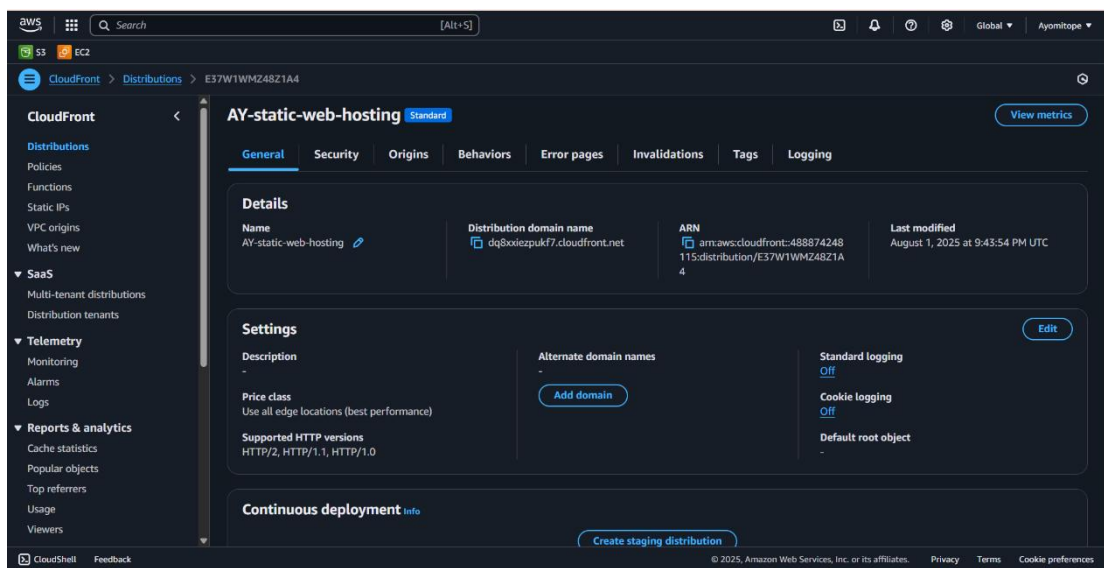 aws
Search [Alt+S]
Global ▼ Ayomitope ▼
S3 EC2
CloudFront > Distributions > E37W1WMZ48Z1A4
CloudFront
Distributions
Policies
Functions
Static IPs
VPC origins
What's new
▼ SaaS
Multi-tenant distributions
Distribution tenants
▼ Telemetry
Monitoring
Alarms
Logs
▼ Reports & analytics
Cache statistics
Popular objects
Top referrers
Usage
Viewers
AY-static-web-hosting Standard
View metrics
General Security Origins Behaviors Error pages Invalidations Tags Logging
Details
Name
AY-static-web-hosting
Distribution domain name
dq8xxiezpukf7.cloudfront.net
ARN
arn:aws:cloudfront::488874248
115:distribution/E37W1WMZ48Z1A
4
Last modified
August 1, 2025 at 9:43:54 PM UTC
Settings
Edit
Description
-
Price class
Use all edge locations (best performance)
Supported HTTP versions
HTTP/2, HTTP/1.1, HTTP/1.0
Alternate domain names
-
Add domain
Standard logging
Off
Cookie logging
Off
Default root object
-
Continuous deployment Info
Create staging distribution
CloudShell Feedback
© 2025, Amazon Web Services, Inc. or its affiliates. Privacy Terms Cookie preferences